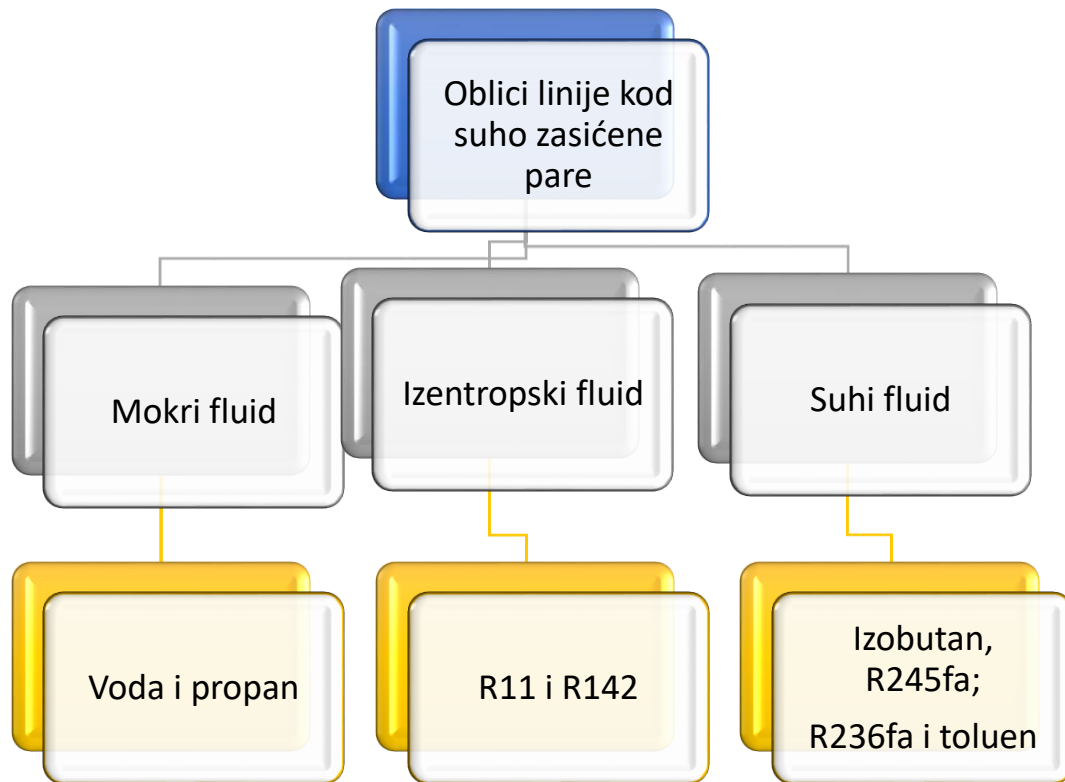 Oblici linije kod
suho zasićene
pare
Mokri fluid
Izentropski fluid
Suhi fluid
Voda i propan
R11 i R142
Izobutan,
R245fa;
R236fa i toluen